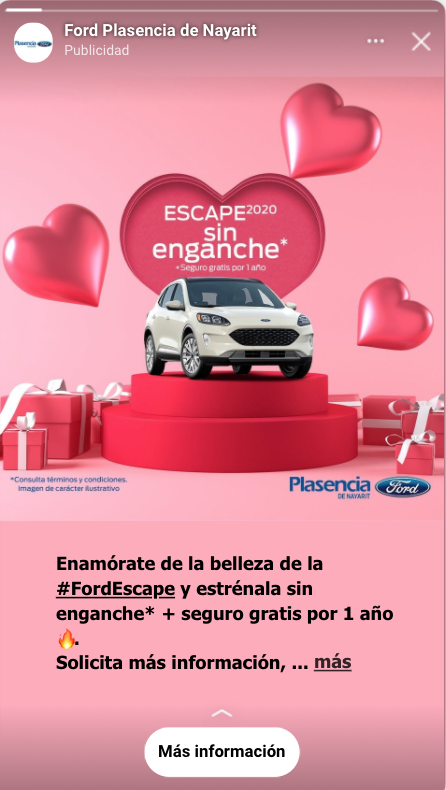 Ford Plasencia de Nayarit
Publicidad
ESCAPE2020
sin
enganche*
+Seguro gratis por 1 año
*Consulta términos y condiciones.
Imagen de carácter ilustrativo
Plasencia
DE NAYARIT
Ford
Enamórate de la belleza de la
#FordEscape y estrénala sin
enganche* + seguro gratis por 1 año
🔥.
Solicita más información, ... más
Más información